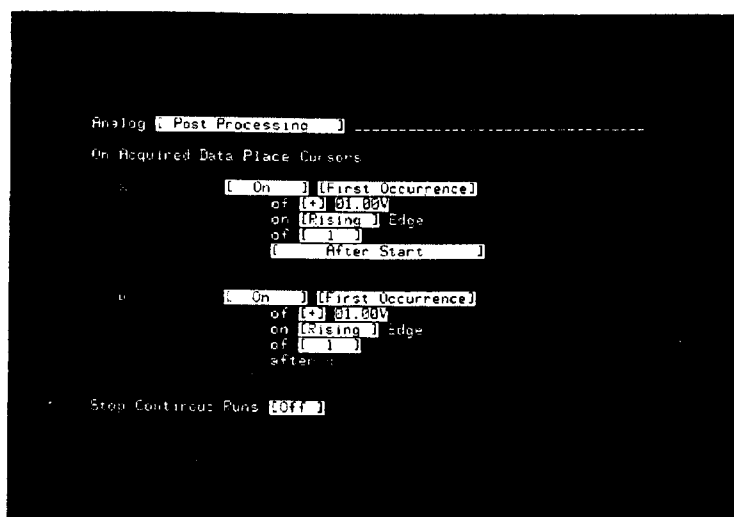 Analog [ Post Processing ]
On Acquired Data Place Cursors
x [ On ] [First Occurrence]
of [+] 01.00V
on [Rising ] Edge
of [ 1 ]
[ After Start ]
[ On ] [First Occurrence]
of [+] 01.00V
on [Rising ] Edge
of [ 1 ]
after
Stop Continous Runs [Off ]